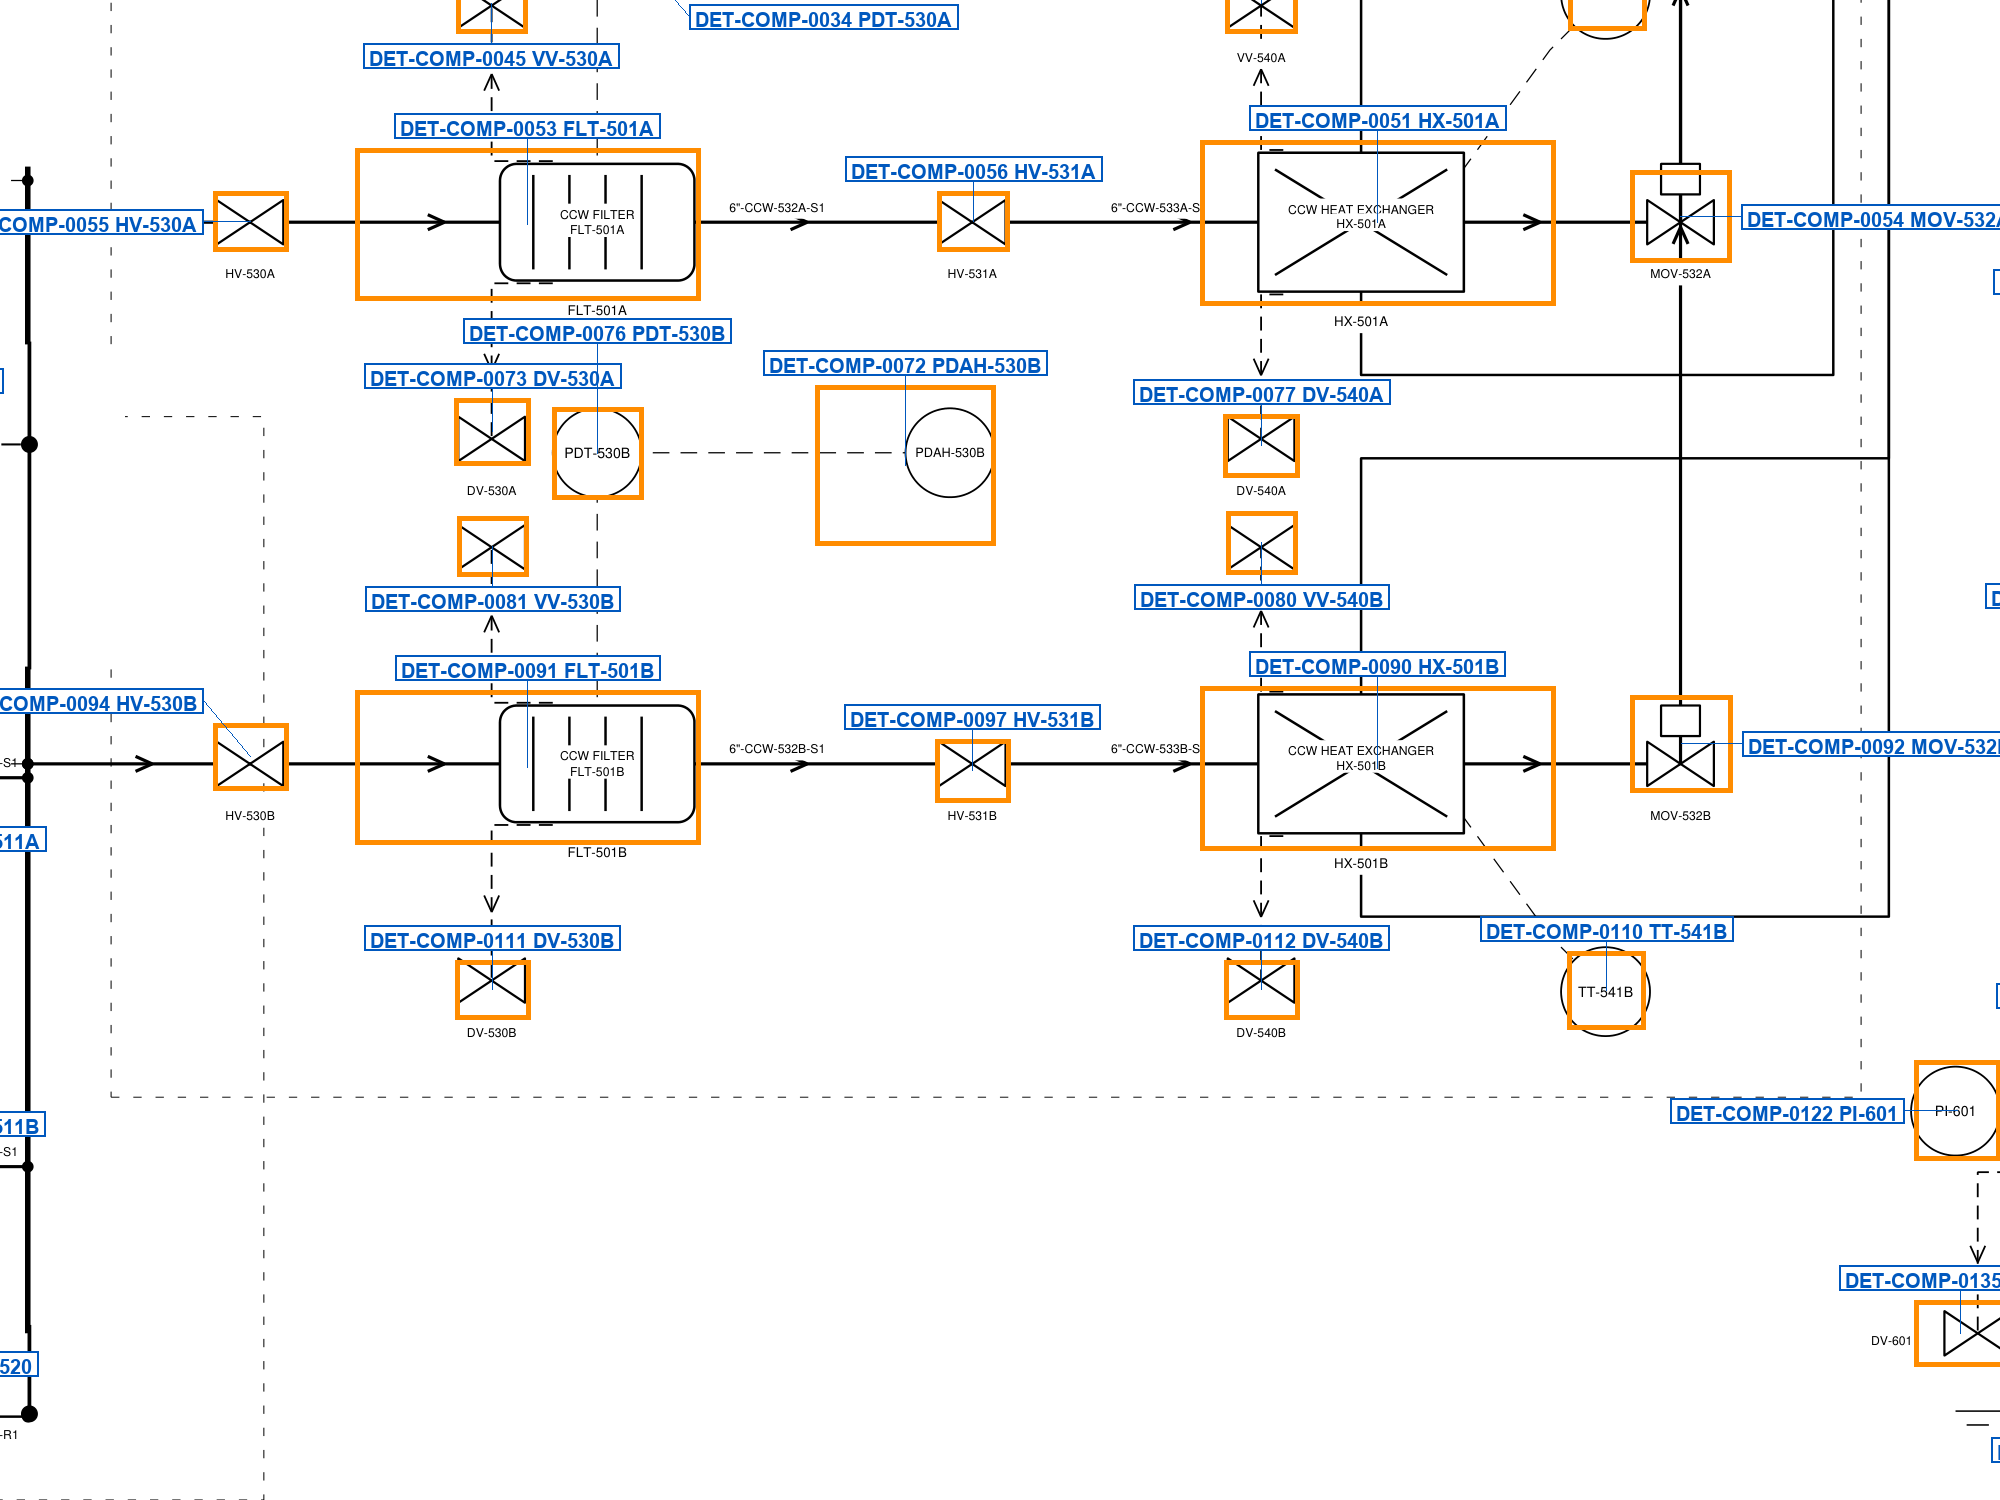 DET-COMP-0034 PDT-530A
DET-COMP-0045 VV-530A
VV-540A
DET-COMP-0053 FLT-501A
DET-COMP-0051 HX-501A
DET-COMP-0056 HV-531A
COMP-0055 HV-530A
CCW FILTER
FLT-501A
6"-CCW-532A-S1
6"-CCW-533A-S
CCW HEAT EXCHANGER
HX-501A
DET-COMP-0054 MOV-532A
HV-530A
HV-531A
MOV-532A
FLT-501A
HX-501A
DET-COMP-0076 PDT-530B
DET-COMP-0072 PDAH-530B
DET-COMP-0073 DV-530A
DET-COMP-0077 DV-540A
PDT-530B
PDAH-530B
DV-530A
DV-540A
DET-COMP-0081 VV-530B
DET-COMP-0080 VV-540B
DET-COMP-0091 FLT-501B
DET-COMP-0090 HX-501B
COMP-0094 HV-530B
DET-COMP-0097 HV-531B
-S1
CCW FILTER
FLT-501B
6"-CCW-532B-S1
6"-CCW-533B-S
CCW HEAT EXCHANGER
HX-501B
DET-COMP-0092 MOV-532B
HV-530B
HV-531B
MOV-532B
511A
FLT-501B
HX-501B
DET-COMP-0111 DV-530B
DET-COMP-0112 DV-540B
DET-COMP-0110 TT-541B
TT-541B
DV-530B
DV-540B
DET-COMP-0122 PI-601
PI-601
511B
-S1
DET-COMP-0135
DV-601
520
-R1